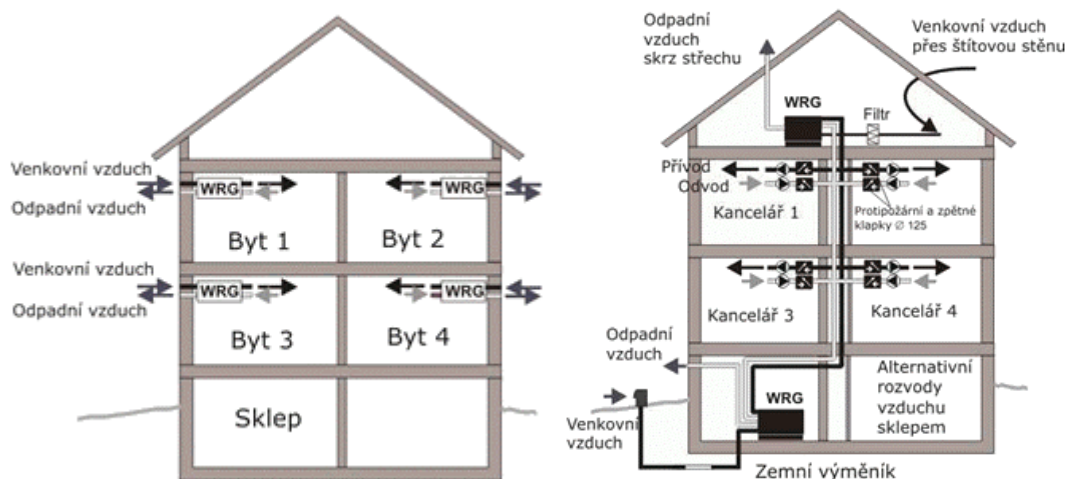 Venkovní vzduch
WRG
WRG
Odpadní vzduch
Byt 1
Byt 2
Venkovní vzduch
WRG
WRG
Odpadní vzduch
Byt 3
Byt 4
Sklep
Odpadní
vzduch
skrz střechu
Venkovní vzduch
přes štítovou stěnu
WRG
Filtr
Přívod
Odvod
Kancelář 1
Protipožární a zpětné
klapky ∅ 125
Kancelář 3
Kancelář 4
Odpadní
vzduch
Alternativní
rozvody
vzduchu
sklepem
WRG
Venkovní
vzduch
Zemní výměník